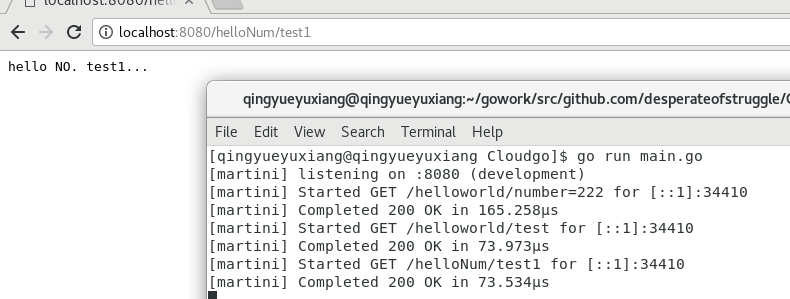 localhost:8080/hell
localhost:8080/helloNum/test1
hello NO. test1...
qingyueyuxiang@qingyueyuxiang:~/gowork/src/github.com/desperateofstruggle/
File Edit View Search Terminal Help
[qingyueyuxiang@qingyueyuxiang Cloudgo]$ go run main.go
[martini] listening on :8080 (development)
[martini] Started GET /helloworld/number=222 for [::1]:34410
[martini] Completed 200 OK in 165.258µs
[martini] Started GET /helloworld/test for [::1]:34410
[martini] Completed 200 OK in 73.973µs
[martini] Started GET /helloNum/test1 for [::1]:34410
[martini] Completed 200 OK in 73.534µs